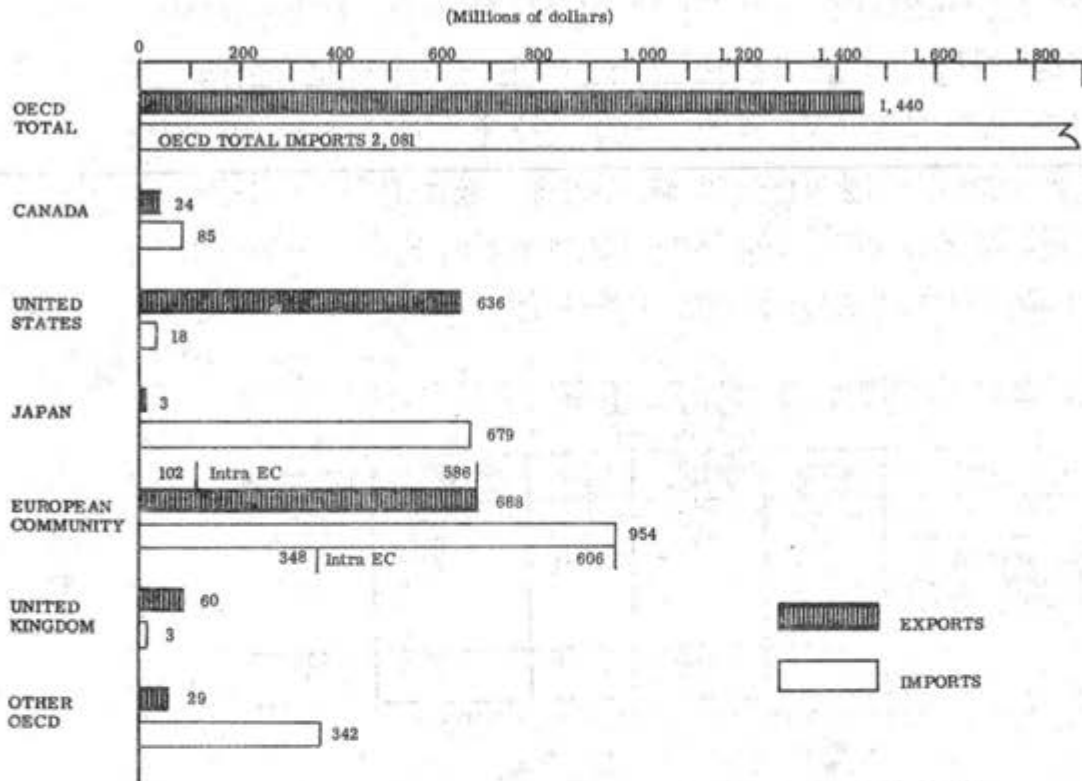 (Millions of dollars)
0 200 400 600 800 1.000 1.200 1.400 1.600 1.800
OECD
TOTAL
1,440
OECD TOTAL IMPORTS 2,081
CANADA
24
85
UNITED
STATES
636
18
JAPAN
3
679
102 Intra EC 586
EUROPEAN
COMMUNITY
688
954
348 Intra EC 606
UNITED
KINGDOM
60
3
OTHER
OECD
29
342
EXPORTS
IMPORTS